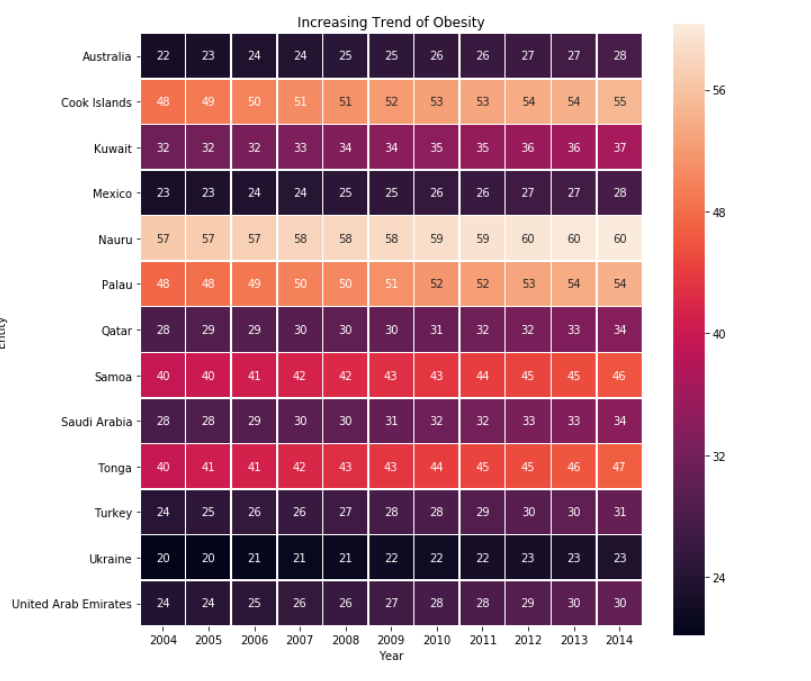 Increasing Trend of Obesity
Australia 22 23 24 24 25 25 26 26 27 27 28
56
Cook Islands 48 49 50 51 51 52 53 53 54 54 55
Kuwait 32 32 32 33 34 34 35 35 36 36 37
Mexico 23 23 24 24 25 25 26 26 27 27 28
48
Nauru 57 57 57 58 58 58 59 59 60 60 60
Palau 48 48 49 50 50 51 52 52 53 54 54
Entity
Qatar 28 29 29 30 30 30 31 32 32 33 34
40
Samoa 40 40 41 42 42 43 43 44 45 45 46
Saudi Arabia 28 28 29 30 30 31 32 32 33 33 34
32
Tonga 40 41 41 42 43 43 44 45 45 46 47
Turkey 24 25 26 26 27 28 28 29 30 30 31
Ukraine 20 20 21 21 21 22 22 22 23 23 23
24
United Arab Emirates 24 24 25 26 26 27 28 28 29 30 30
2004 2005 2006 2007 2008 2009 2010 2011 2012 2013 2014
Year